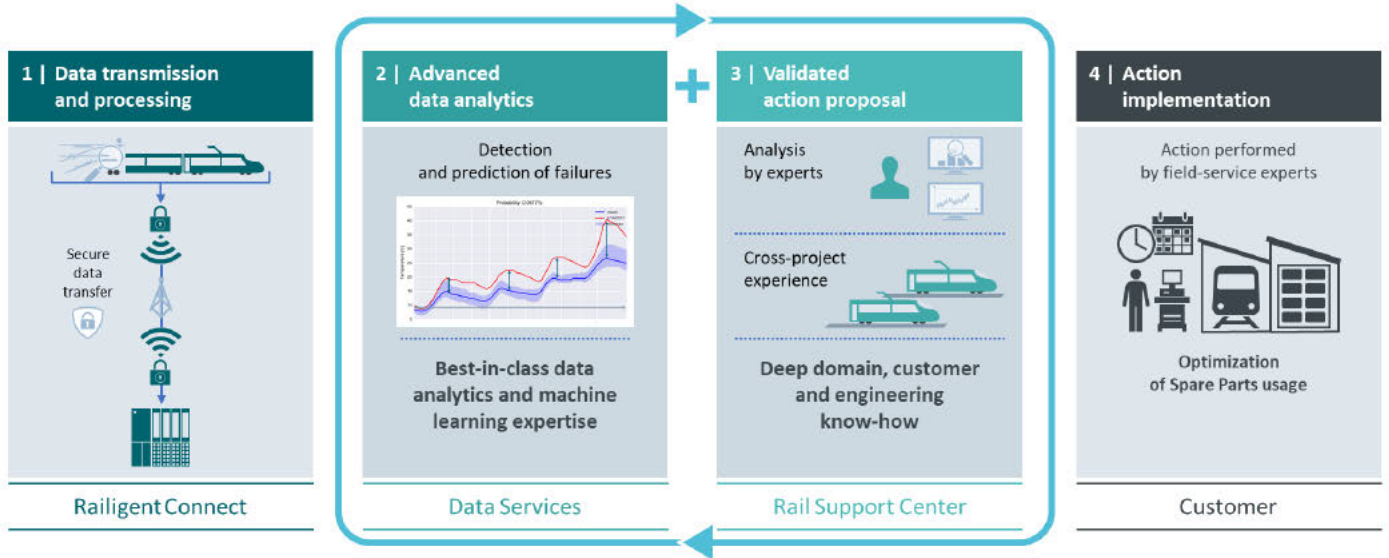 1 | Data transmission
and processing
Secure
data
transfer
Railigent Connect
2 | Advanced
data analytics
Detection
and prediction of failures
Best-in-class data
analytics and machine
learning expertise
Data Services
3 | Validated
action proposal
Analysis
by experts
Cross-project
experience
Deep domain, customer
and engineering
know-how
Rail Support Center
4 | Action
implementation
Action performed
by field-service experts
Optimization
of Spare Parts usage
Customer